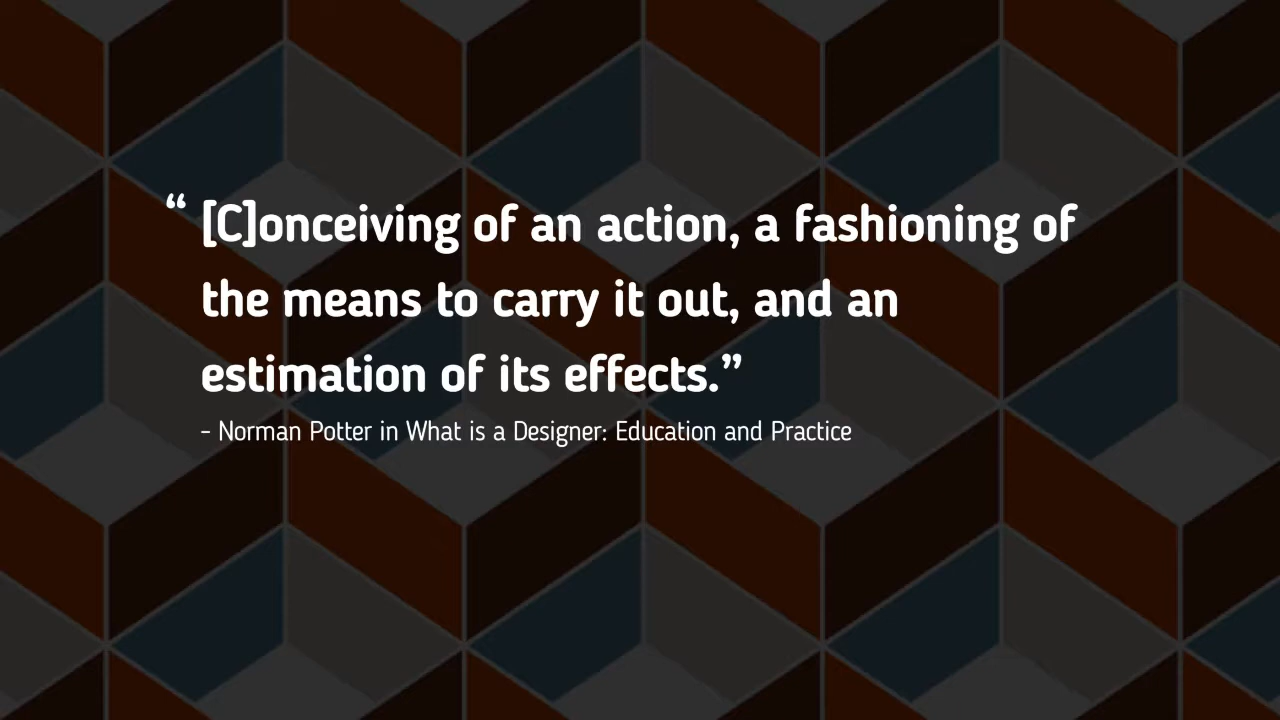 “ [C]onceiving of an action, a fashioning of
the means to carry it out, and an
estimation of its effects.”
– Norman Potter in What is a Designer: Education and Practice